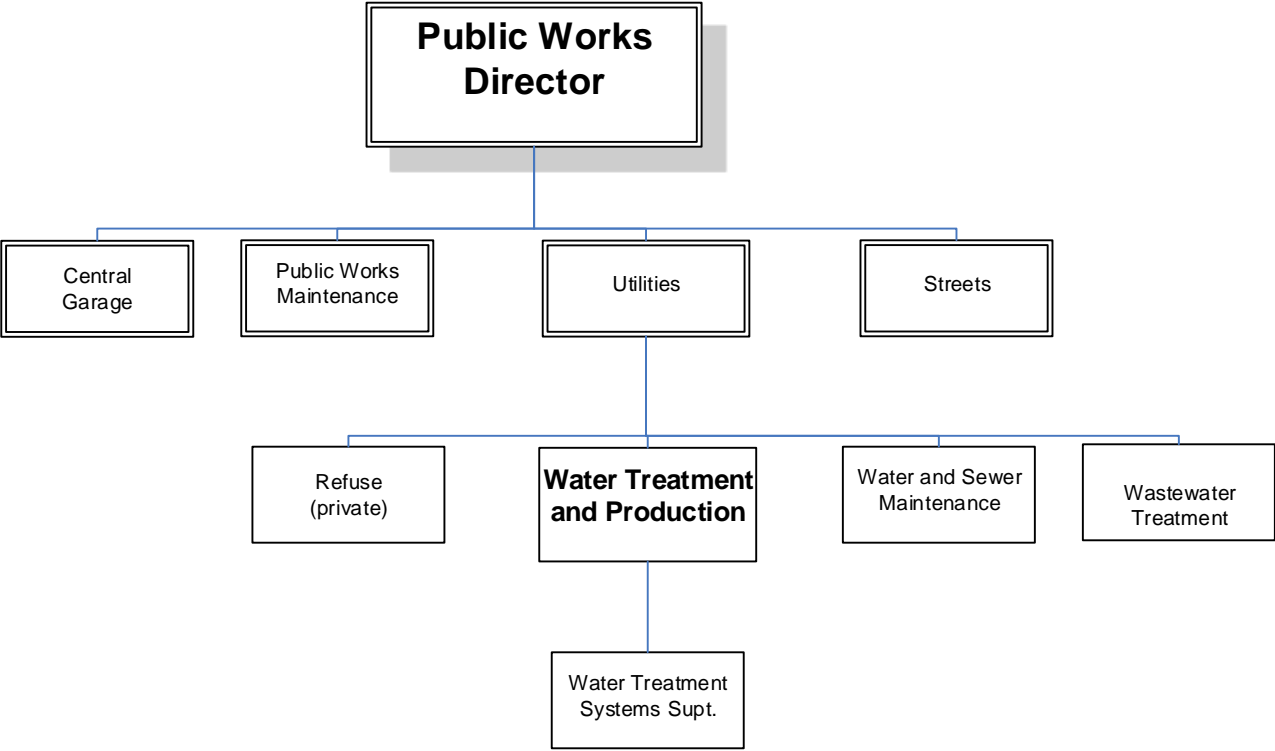 Public Works
Director
Central
Garage
Public Works
Maintenance
Utilities
Streets
Refuse
(private)
Water Treatment
and Production
Water and Sewer
Maintenance
Wastewater
Treatment
Water Treatment
Systems Supt.